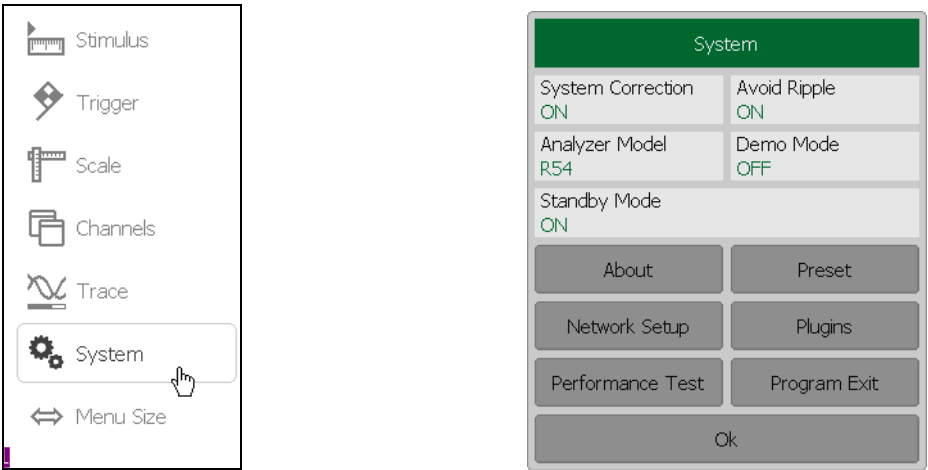 Stimulus
Trigger
Scale
Channels
Trace
System
Menu Size
System
System Correction
ON
Avoid Ripple
ON
Analyzer Model
R54
Demo Mode
OFF
Standby Mode
ON
About
Preset
Network Setup
Plugins
Performance Test
Program Exit
Ok